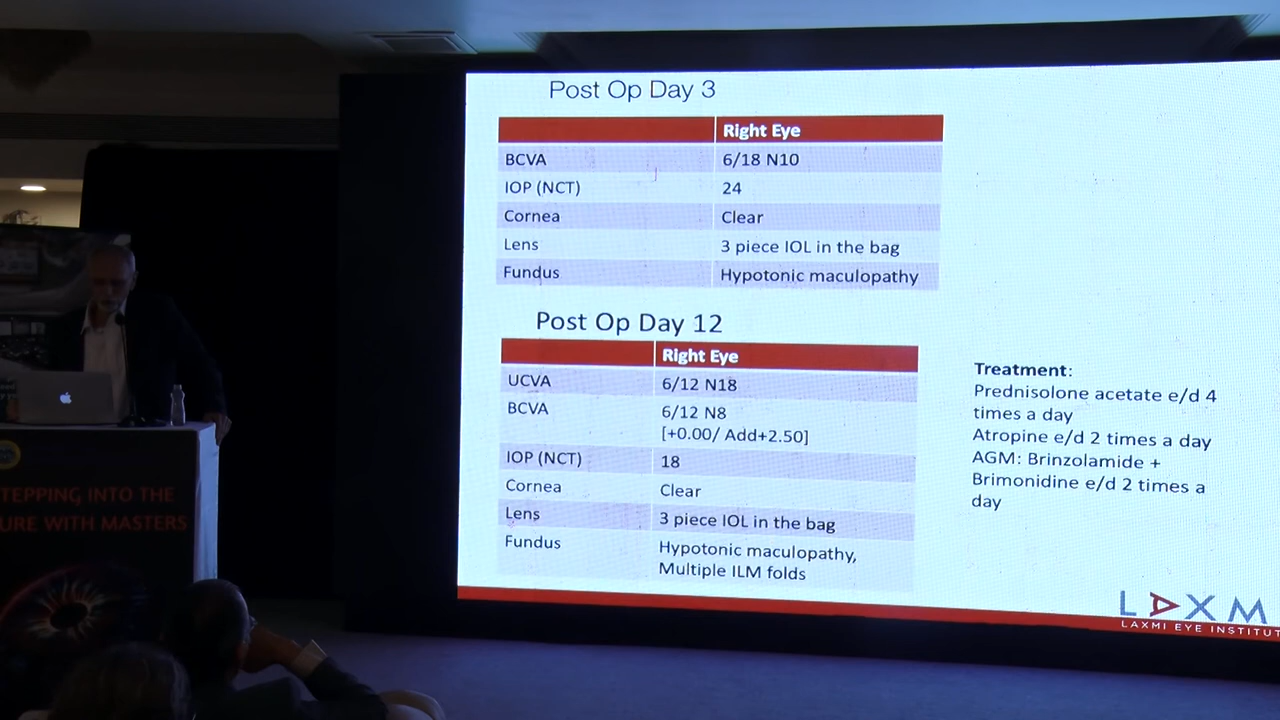 Post Op Day 3
Right Eye
BCVA 6/18 N10
IOP (NCT) 24
Cornea Clear
Lens 3 piece IOL in the bag
Fundus Hypotonic maculopathy
Post Op Day 12
Right Eye
UCVA 6/12 N18
BCVA 6/12 N8
[+0.00/ Add+2.50]
IOP (NCT) 18
Cornea Clear
Lens 3 piece IOL in the bag
Fundus Hypotonic maculopathy,
Multiple ILM folds
Treatment:
Prednisolone acetate e/d 4
times a day
Atropine e/d 2 times a day
AGM: Brinzolamide +
Brimonidine e/d 2 times a
day
LAXM
LAXMI EYE INSTITUT
TEPPING INTO THE
URE WITH MASTERS